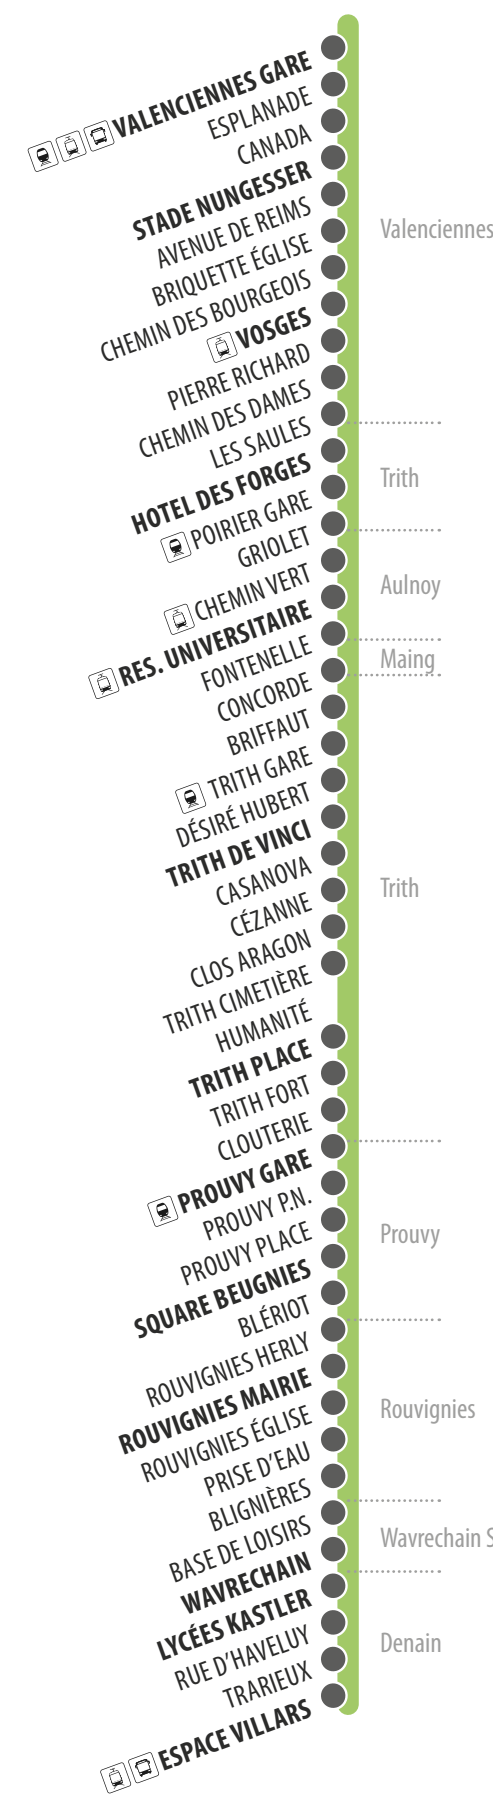 VALENCIENNES GARE
ESPLANADE
CANADA
STADE NUNGESSER
AVENUE DE REIMS
BRIQUETTE ÉGLISE
CHEMIN DES BOURGEOIS
VOSGES
PIERRE RICHARD
CHEMIN DES DAMES
LES SAULES
Valenciennes
HOTEL DES FORGES
POIRIER GARE
GRIOLET
Trith
CHEMIN VERT
RES. UNIVERSITAIRE
FONTENELLE
Aulnoy
CONCORDE
Maing
BRIFFAUT
TRITH GARE
DÉSIRÉ HUBERT
TRITH DE VINCI
CASANOVA
CÉZANNE
CLOS ARAGON
TRITH CIMETIÈRE
HUMANITÉ
TRITH PLACE
TRITH FORT
CLOUTERIE
Trith
PROUVY GARE
PROUVY P.N.
PROUVY PLACE
SQUARE BEUGNIES
BLÉRIOT
Prouvy
ROUVIGNIES HERLY
ROUVIGNIES MAIRIE
ROUVIGNIES ÉGLISE
PRISE D'EAU
BLIGNIÈRES
Rouvignies
BASE DE LOISIRS
WAVRECHAIN
Wavrechain S
LYCÉES KASTLER
RUE D'HAVELUY
TRARIEUX
ESPACE VILLARS
Denain